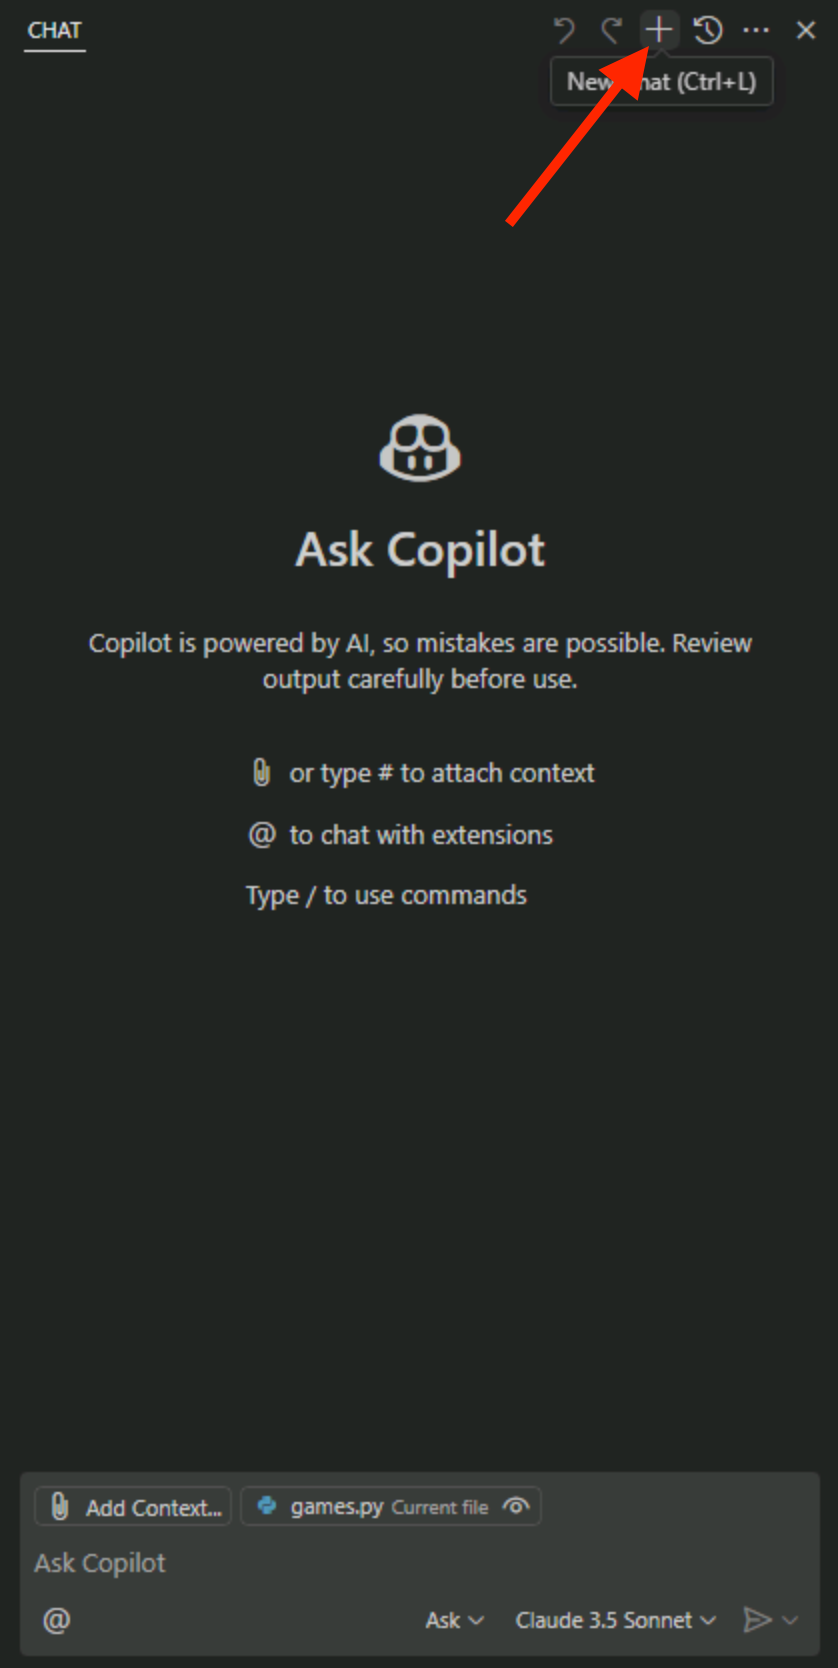 CHAT
New hat (Ctrl+L)
Ask Copilot
Copilot is powered by AI, so mistakes are possible. Review
output carefully before use.
or type # to attach context
@ to chat with extensions
Type / to use commands
Add Context...
games.py Current file
Ask Copilot
@
Ask
Claude 3.5 Sonnet